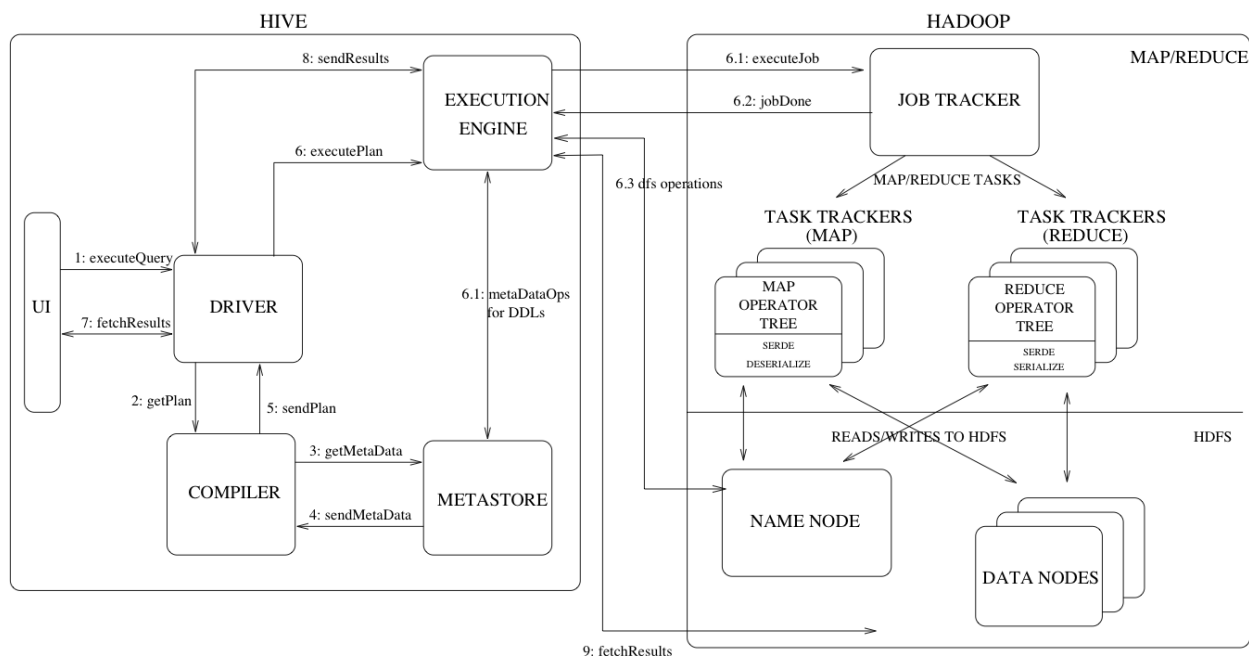 HIVE
HADOOP
MAP/REDUCE
8: sendResults
6.1: executeJob
EXECUTION
ENGINE
6.2: jobDone
JOB TRACKER
6: executePlan
6.3 dfs operations
MAP/REDUCE TASKS
TASK TRACKERS
(MAP)
TASK TRACKERS
(REDUCE)
1: executeQuery
UI
DRIVER
7: fetchResults
6.1: metaDataOps
for DDLs
MAP
OPERATOR
TREE
SERDE
DESERIALIZE
REDUCE
OPERATOR
TREE
SERDE
SERIALIZE
2: getPlan
5: sendPlan
READS/WRITES TO HDFS
HDFS
3: getMetaData
COMPILER
METASTORE
4: sendMetaData
NAME NODE
DATA NODES
9: fetchResults